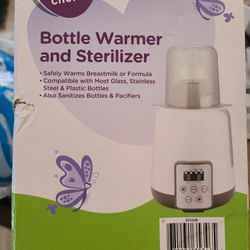 Bottle Warmer
and Sterilizer
• Safely Warms Breastmilk or Formula
• Compatible with Most Glass, Stainless
Steel & Plastic Bottles
• Also Sanitizes Bottles & Pacifiers